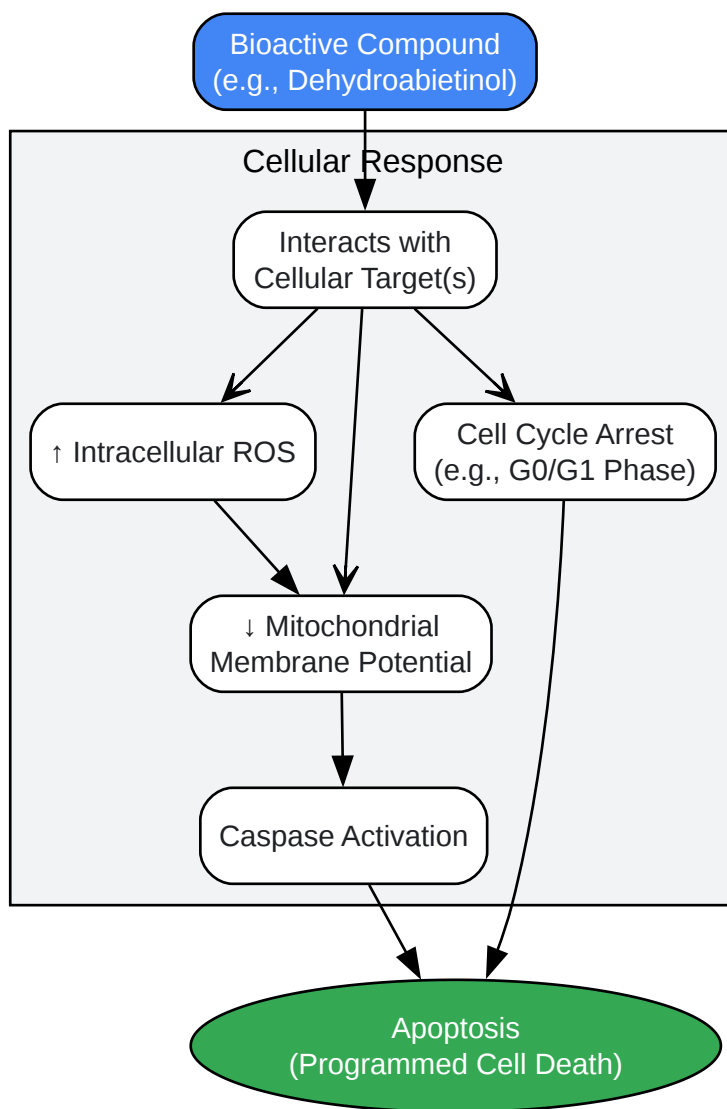 Bioactive Compound
(e.g., Dehydroabietinol)
Cellular Response
Interacts with
Cellular Target(s)
↑ Intracellular ROS
Cell Cycle Arrest
(e.g., G0/G1 Phase)
↓ Mitochondrial
Membrane Potential
Caspase Activation
Apoptosis
(Programmed Cell Death)